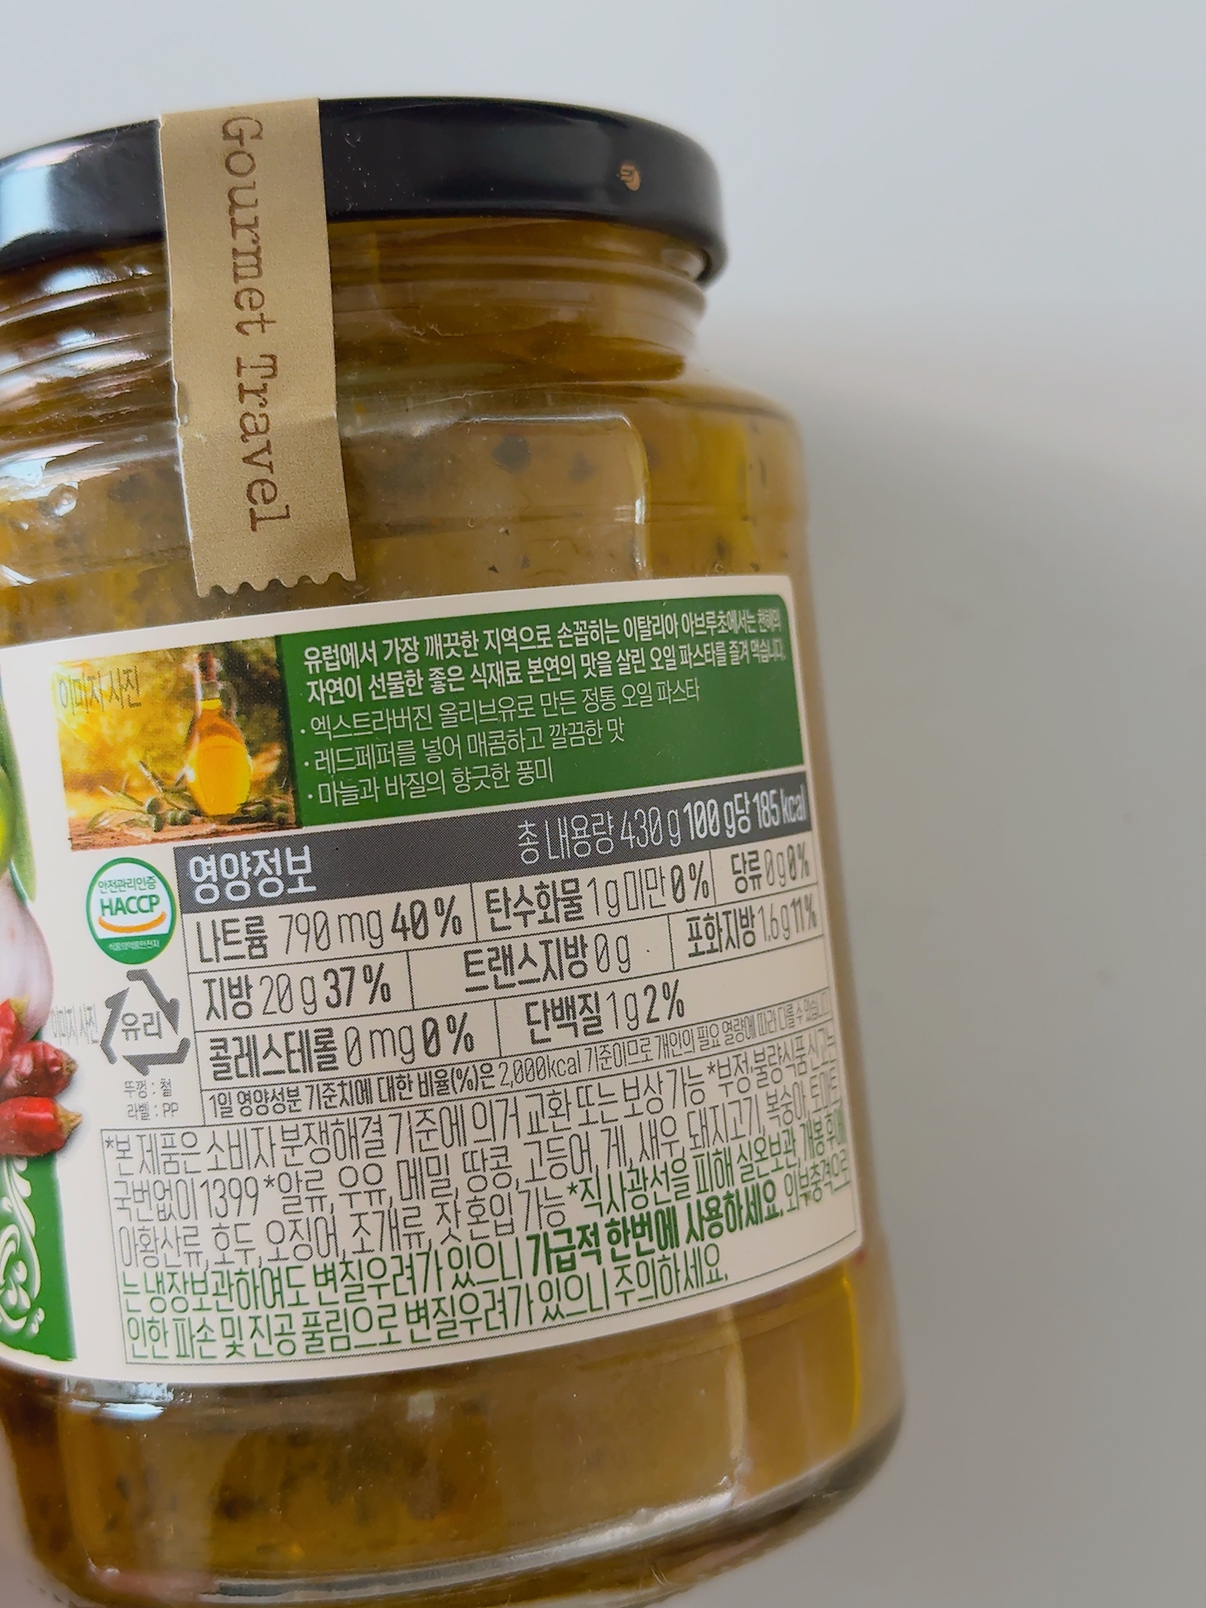 Gourmet Travel
이미지 사진
유럽에서 가장 깨끗한 지역으로 손꼽히는 이탈리아 아브루초에서는 천혜의
자연이 선물한 좋은 식재료 본연의 맛을 살린 오일 파스타를 즐겨 먹습니다.
· 엑스트라버진 올리브유로 만든 정통 오일 파스타
· 레드페퍼를 넣어 매콤하고 깔끔한 맛
· 마늘과 바질의 향긋한 풍미
영양정보 총 내용량 430 g 100 g당 185 kcal
나트륨 790 mg 40 % 탄수화물 1 g 미만 0 % 당류 0 g 0 %
지방 20 g 37 % 트랜스지방 0 g 포화지방 1.6 g 11 %
콜레스테롤 0 mg 0 % 단백질 1 g 2 %
1일 영양성분 기준치에 대한 비율(%)은 2,000kcal 기준이므로 개인의 필요 열량에 따라 다를 수 있습니다.
안전관리인증
HACCP
식품의약품안전처
이미지 사진
유리
뚜껑 : 철
라벨 : PP
*본 제품은 소비자분쟁해결 기준에 의거 교환 또는 보상 가능 *부정·불량식품신고는
국번없이 1399 *알류, 우유, 메밀, 땅콩, 고등어, 게, 새우, 돼지고기, 복숭아, 토마토,
아황산류, 호두, 오징어, 조개류, 잣 혼입 가능 *직사광선을 피해 실온보관, 개봉 후에
는 냉장보관하여도 변질우려가 있으니 가급적 한번에 사용하세요. 외부충격으로
인한 파손 및 진공 풀림으로 변질우려가 있으니 주의하세요.